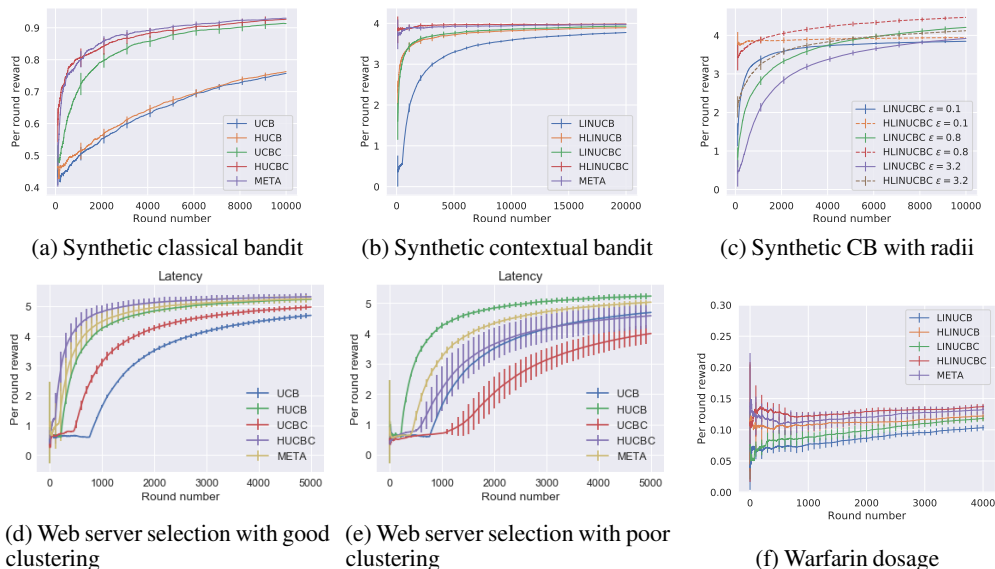 Per round reward
0.9
0.8
0.7
0.6
0.5
0.4
UCB
HUCB
UCBC
HUCBC
META
0 2000 4000 6000 8000 10000
Round number
(a) Synthetic classical bandit
Per round reward
4
3
2
1
0
LINUCB
HLINUCB
LINUCBC
HLINUCBC
META
0 5000 10000 15000 20000
Round number
(b) Synthetic contextual bandit
Per round reward
4
3
2
1
0
LINUCBC ε = 0.1
HLINUCBC ε = 0.1
LINUCBC ε = 0.8
HLINUCBC ε = 0.8
LINUCBC ε = 3.2
HLINUCBC ε = 3.2
0 2000 4000 6000 8000 10000
Round number
(c) Synthetic CB with radii
Latency
Per round reward
5
4
3
2
1
0
UCB
HUCB
UCBC
HUCBC
META
0 1000 2000 3000 4000 5000
Round number
(d) Web server selection with good
clustering
Latency
Per round reward
5
4
3
2
1
0
UCB
HUCB
UCBC
HUCBC
META
0 1000 2000 3000 4000 5000
Round number
(e) Web server selection with poor
clustering
Per round reward
0.30
0.25
0.20
0.15
0.10
0.05
0.00
LINUCB
HLINUCB
LINUCBC
HLINUCBC
META
0 1000 2000 3000 4000
Round number
(f) Warfarin dosage